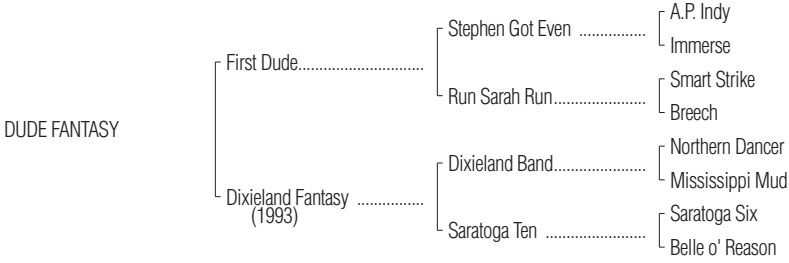 A.P. Indy
Stephen Got Even ................
Immerse
First Dude..............................
Smart Strike
Run Sarah Run......................
Breech
DUDE FANTASY
Northern Dancer
Dixieland Band......................
Mississippi Mud
Dixieland Fantasy ................
(1993)
Saratoga Six
Saratoga Ten ........................
Belle o' Reason